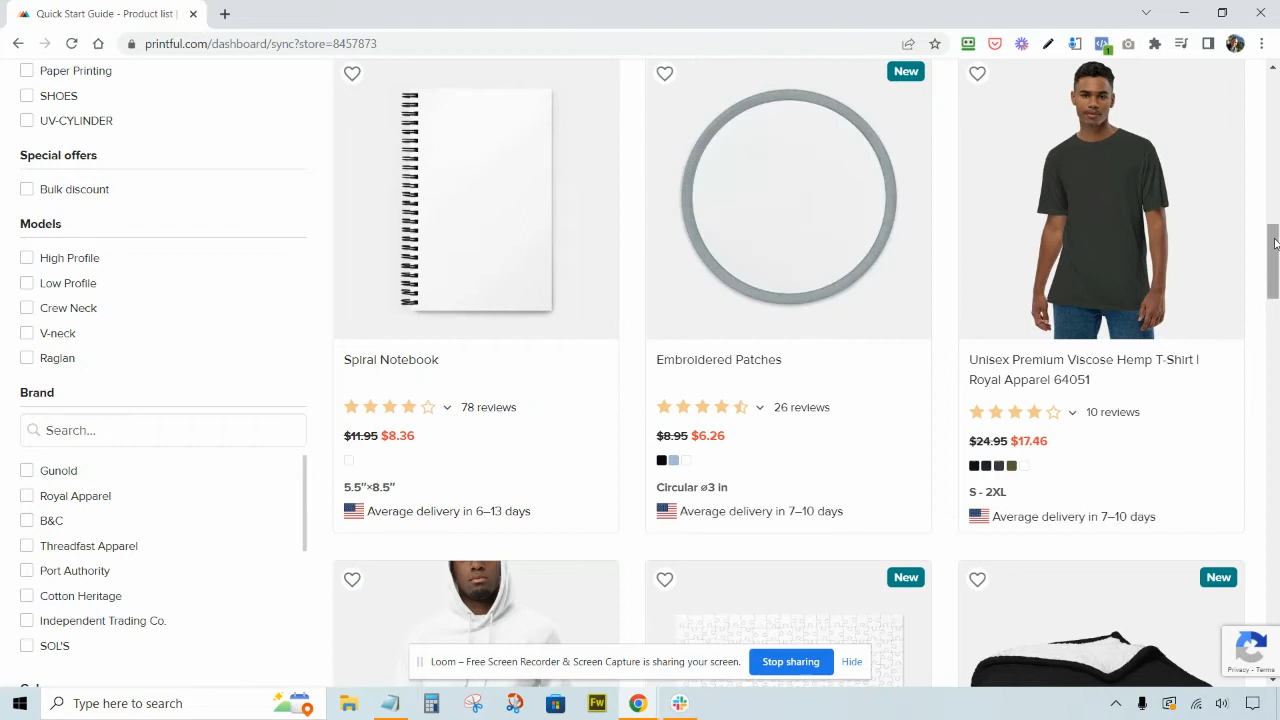 Quick Start Guide - Product list |
printful.com/dashboard/sync?store=8457873
1
Paper Printing
SHOES
UV-CYLINDER
Special offers
Bulk discount
Models
High Profile
Low Profile
Crew Neck
V-neck
Raglan
Brand
Search...
Gunold
Royal Apparel
B&C
Threadfast Apparel
Port Authority
Cotton Heritage
Independent Trading Co.
SOL'S
Spiral Notebook
78 reviews
$11.95 $8.36
5.5″×8.5″
Average delivery in 6–13 days
New
Embroidered Patches
26 reviews
$8.95 $6.26
Circular ⌀3 in
Average delivery in 7–10 days
Unisex Premium Viscose Hemp T-Shirt |
Royal Apparel 64051
10 reviews
$24.95 $17.46
S - 2XL
Average delivery in 7–10 days
New
New
Loom – Free Screen Recorder & Screen Capture is sharing your screen.
Stop sharing
Hide
Privacy - Terms
Type here to search
Fw